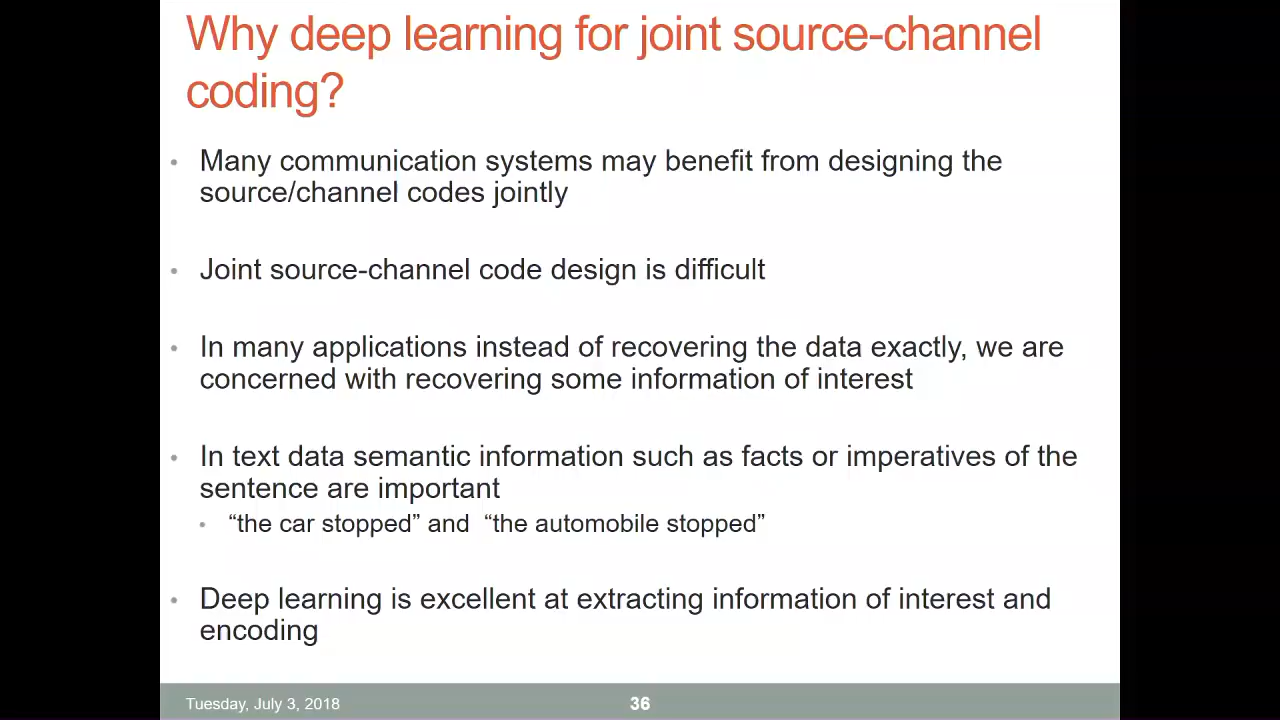 Why deep learning for joint source-channel
coding?
• Many communication systems may benefit from designing the
source/channel codes jointly
• Joint source-channel code design is difficult
• In many applications instead of recovering the data exactly, we are
concerned with recovering some information of interest
• In text data semantic information such as facts or imperatives of the
sentence are important
• “the car stopped” and “the automobile stopped”
• Deep learning is excellent at extracting information of interest and
encoding
Tuesday, July 3, 2018
36